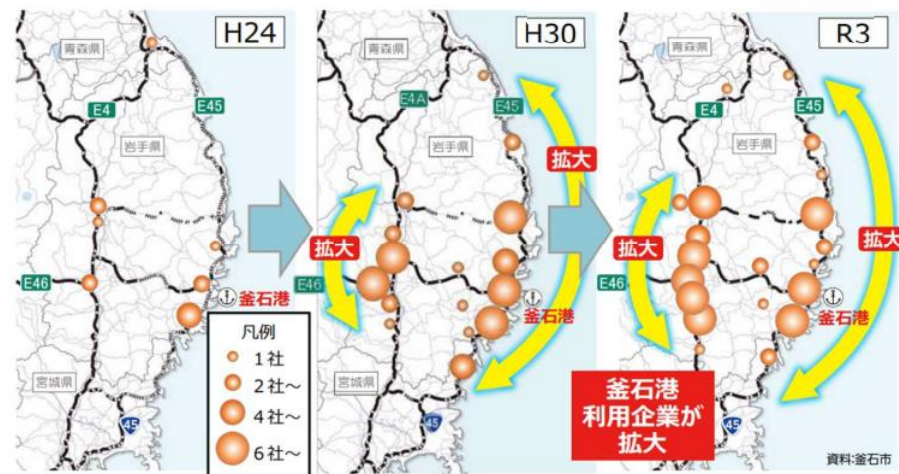 H24
青森県
E4
E45
岩手県
E46
釜石港
宮城県
45
凡例
1社
2社~
4社~
6社~
H30
青森県
E4A
E45
岩手県
拡大
拡大
E46
釜石港
宮城県
45
R3
青森県
E4
E45
岩手県
拡大
拡大
E46
釜石港
釜石港
利用企業が
拡大
45
資料:釜石市